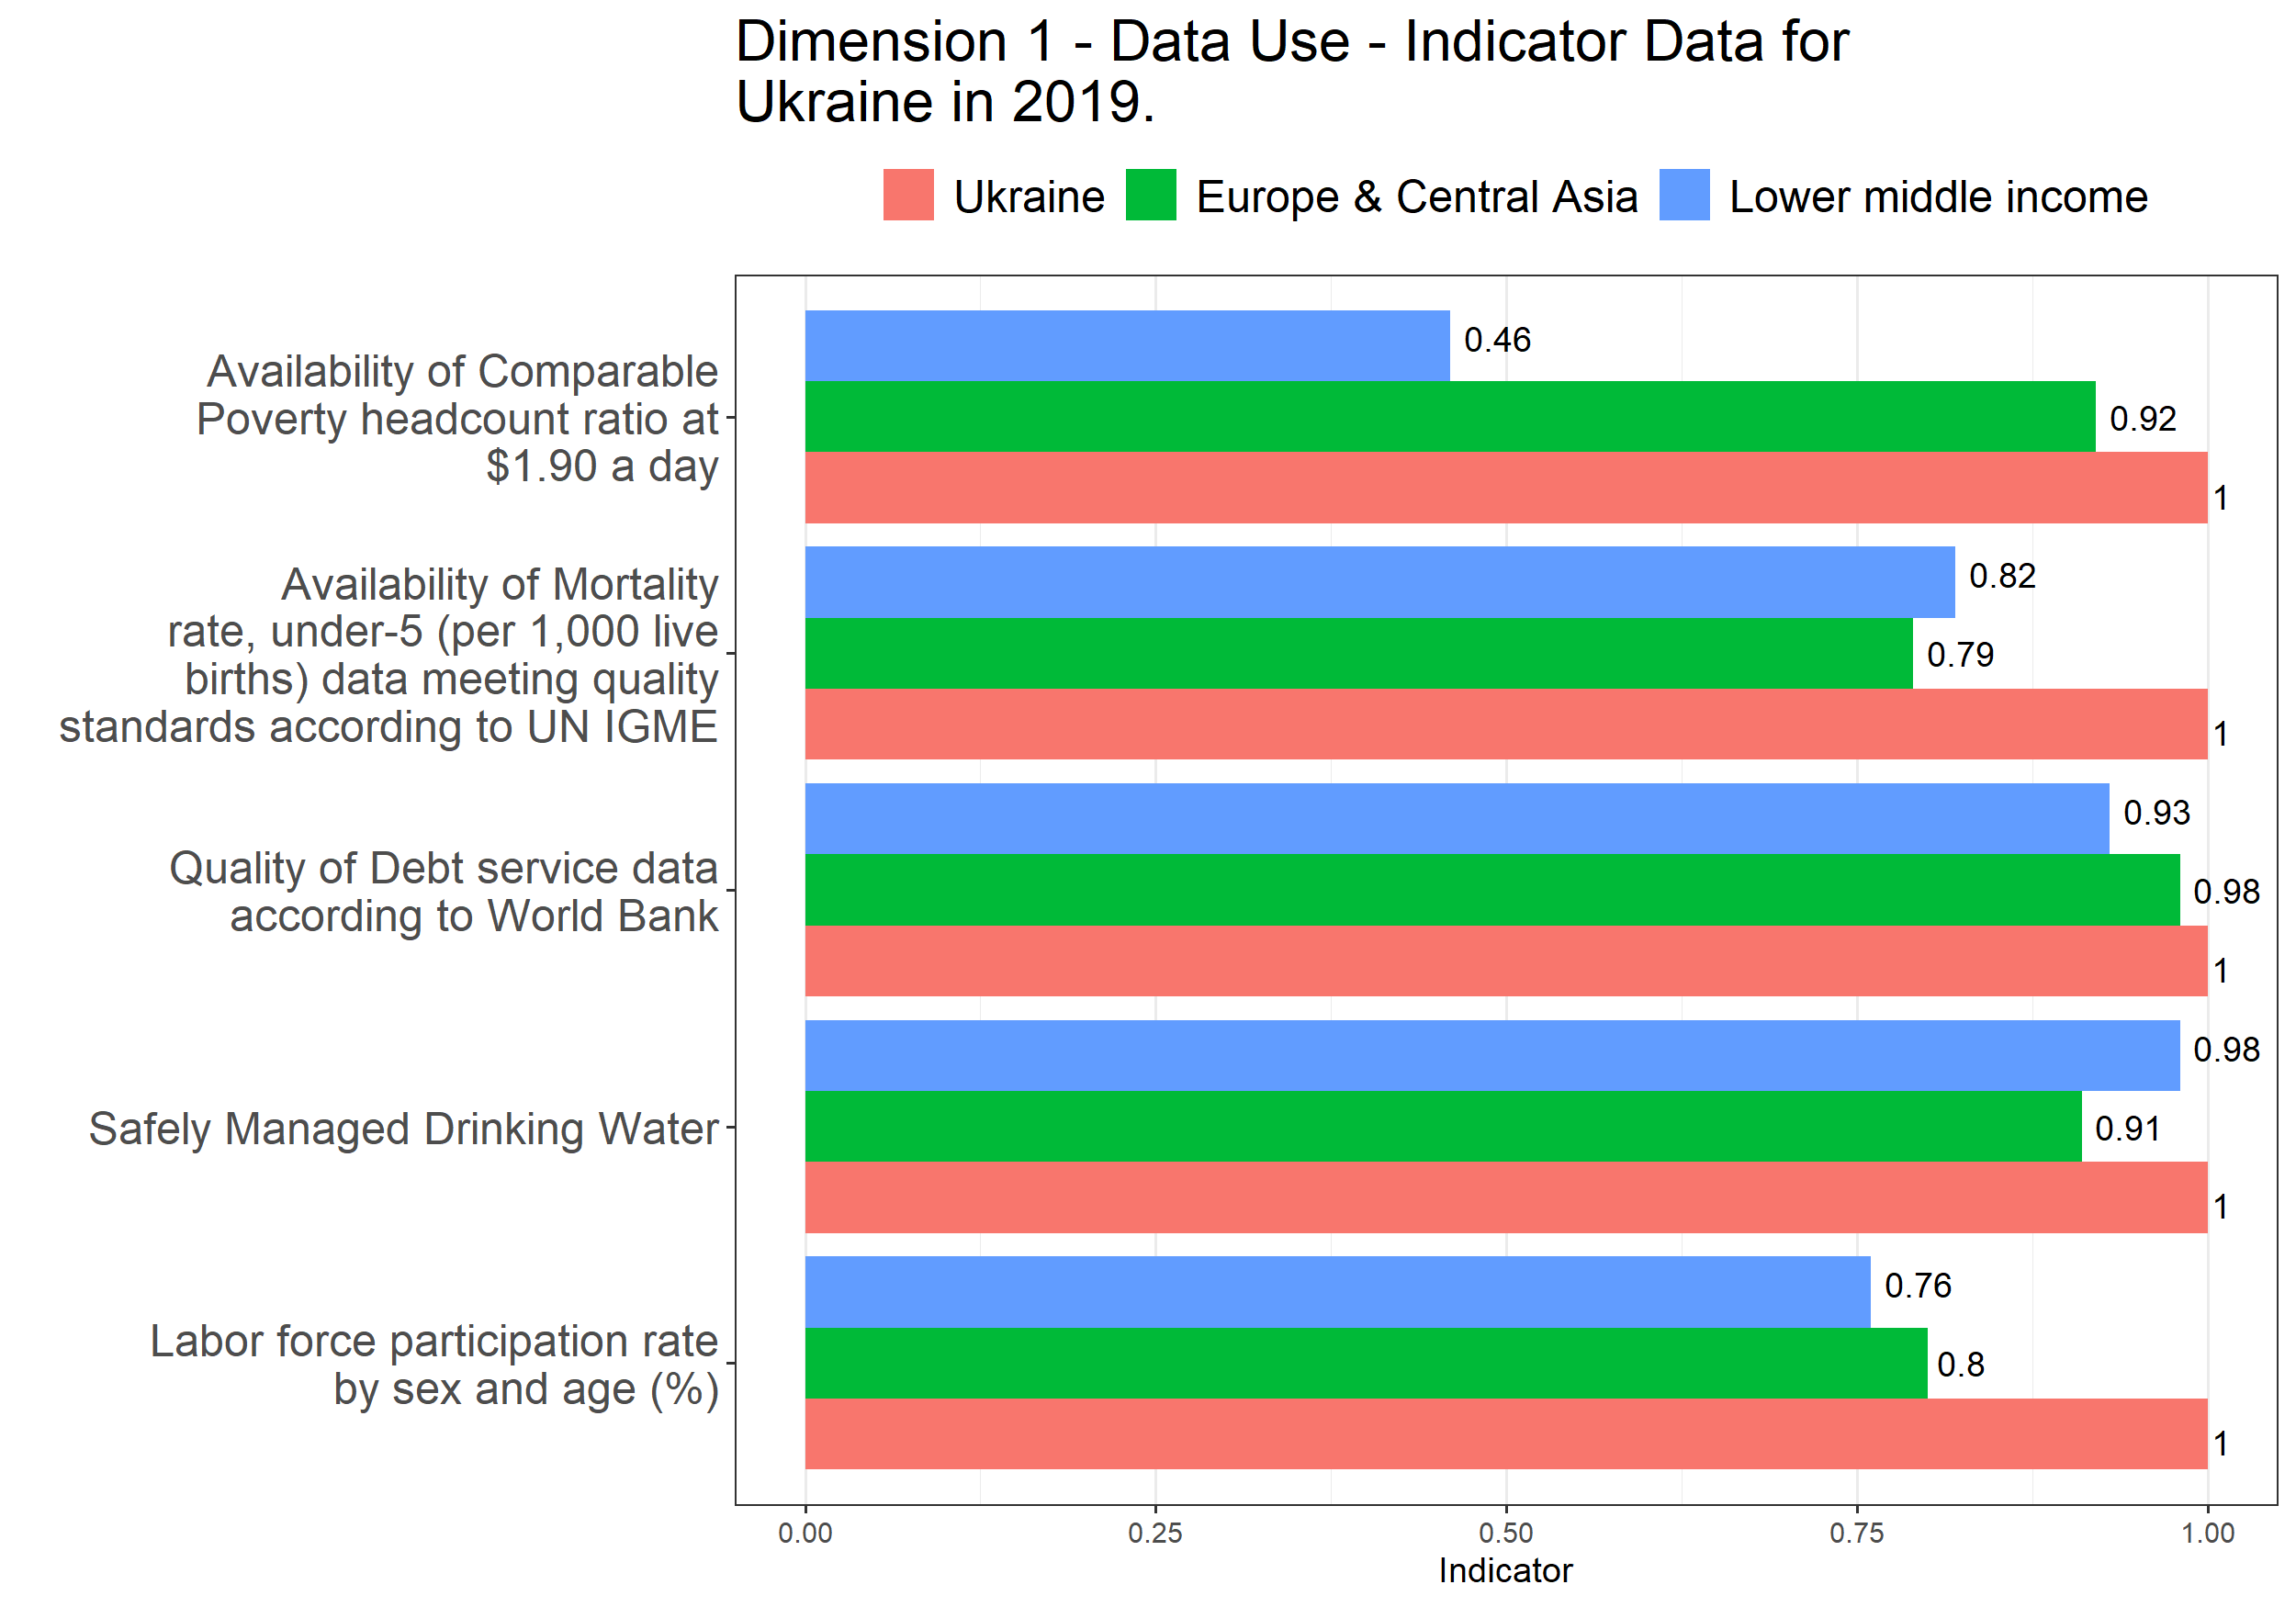 Dimension 1 - Data Use - Indicator Data for
Ukraine in 2019.
Ukraine
Europe & Central Asia
Lower middle income
Availability of Comparable
Poverty headcount ratio at
$1.90 a day
0.46
0.92
1
Availability of Mortality
rate, under-5 (per 1,000 live
births) data meeting quality
standards according to UN IGME
0.82
0.79
1
Quality of Debt service data
according to World Bank
0.93
0.98
1
Safely Managed Drinking Water
0.98
0.91
1
Labor force participation rate
by sex and age (%)
0.76
0.8
1
0.00
0.25
0.50
0.75
1.00
Indicator